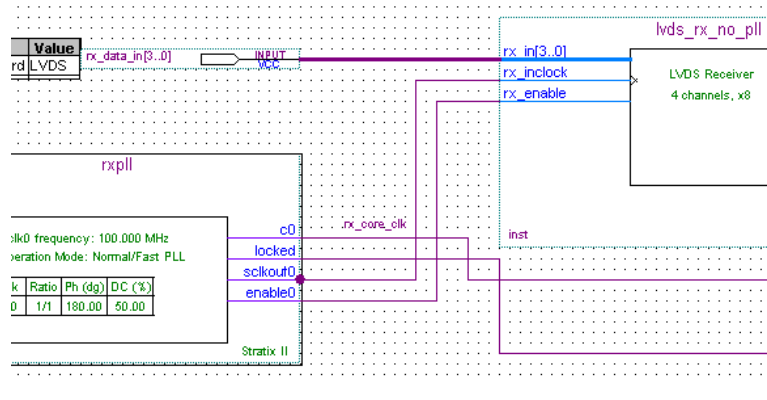 lvds_rx_no_pll
Value
rd LVDS
rx_data_in[3..0]
INPUT
VCC
rx_in[3..0]
rx_inclock
rx_enable
LVDS Receiver
4 channels, x8
inst
rxpll
clk0 frequency: 100.000 MHz
peration Mode: Normal/Fast PLL
k Ratio Ph (dg) DC (%)
0 1/1 180.00 50.00
c0
locked
sclkout0
enable0
rx_core_clk
Stratix II